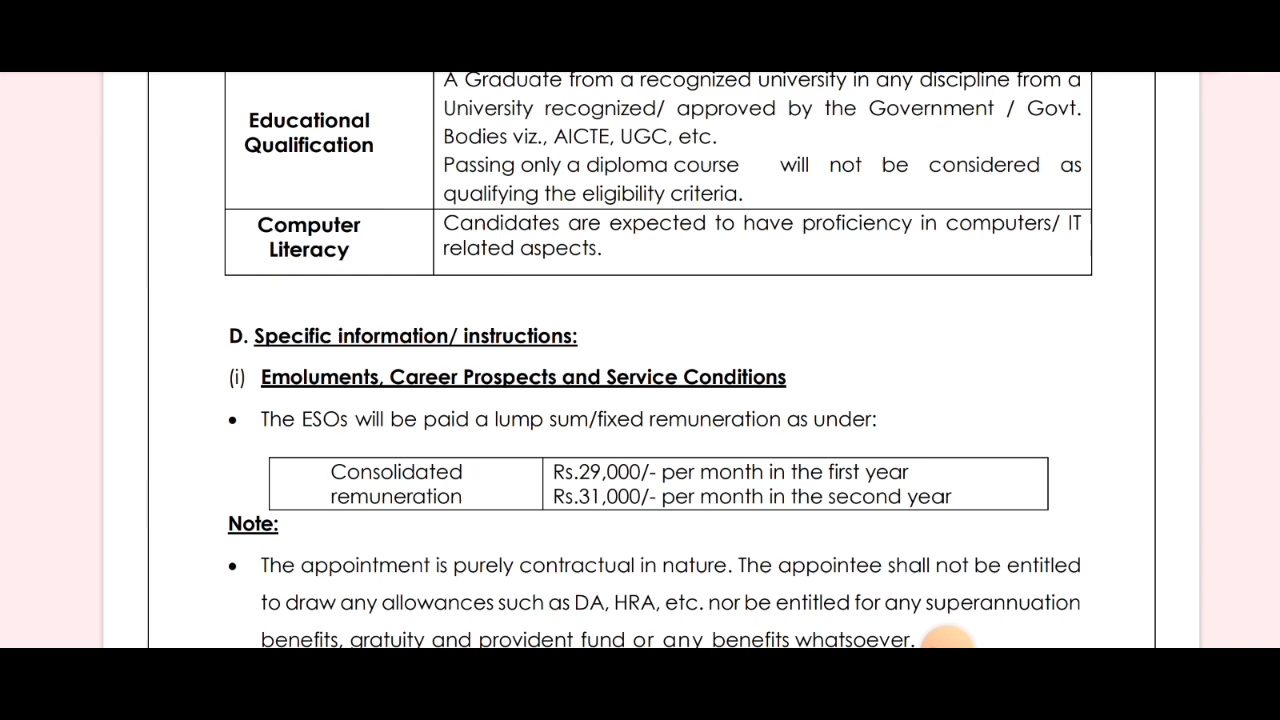 A Graduate from a recognized university in any discipline from a
University recognized/ approved by the Government / Govt.
Bodies viz., AICTE, UGC, etc.
Educational
Qualification
Passing only a diploma course will not be considered as
qualifying the eligibility criteria.
Computer
Literacy
Candidates are expected to have proficiency in computers/ IT
related aspects.
D. Specific information/ instructions:
(i) Emoluments, Career Prospects and Service Conditions
• The ESOs will be paid a lump sum/fixed remuneration as under:
Consolidated
remuneration
Rs.29,000/- per month in the first year
Rs.31,000/- per month in the second year
Note:
• The appointment is purely contractual in nature. The appointee shall not be entitled
to draw any allowances such as DA, HRA, etc. nor be entitled for any superannuation
benefits, gratuity and provident fund or any benefits whatsoever.